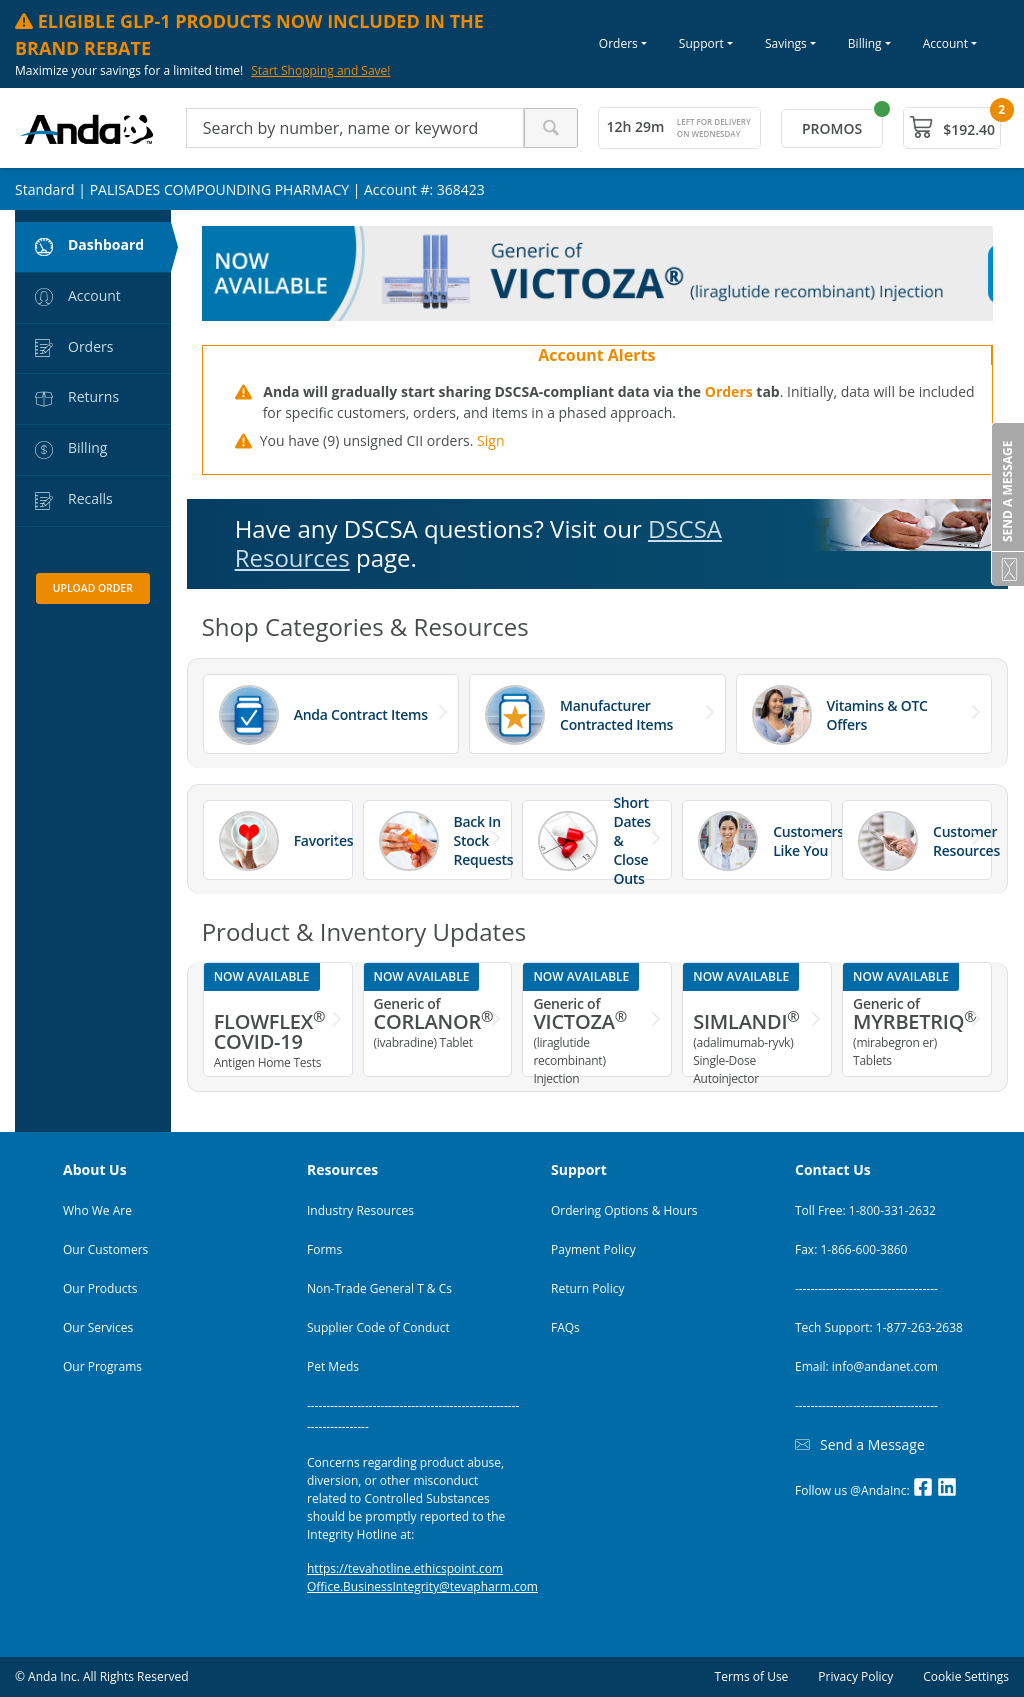 ELIGIBLE GLP-1 PRODUCTS NOW INCLUDED IN THE
BRAND REBATE
Maximize your savings for a limited time! Start Shopping and Save!
Orders
Support
Savings
Billing
Account
Anda
Search by number, name or keyword
12h 29m
LEFT FOR DELIVERY
ON WEDNESDAY
PROMOS
2
$192.40
Standard | PALISADES COMPOUNDING PHARMACY | Account #: 368423
Dashboard
Account
Orders
Returns
Billing
Recalls
UPLOAD ORDER
NOW
AVAILABLE
Generic of
VICTOZA® (liraglutide recombinant) Injection
Account Alerts
Anda will gradually start sharing DSCSA-compliant data via the Orders tab. Initially, data will be included
for specific customers, orders, and items in a phased approach.
You have (9) unsigned CII orders. Sign
SEND A MESSAGE
Have any DSCSA questions? Visit our DSCSA
Resources page.
Shop Categories & Resources
Anda Contract Items
Manufacturer
Contracted Items
Vitamins & OTC
Offers
Favorites
Back In
Stock
Requests
Short
Dates
&
Close
Outs
Customers
Like You
Customer
Resources
Product & Inventory Updates
NOW AVAILABLE
FLOWFLEX®
COVID-19
Antigen Home Tests
NOW AVAILABLE
Generic of
CORLANOR®
(ivabradine) Tablet
NOW AVAILABLE
Generic of
VICTOZA®
(liraglutide
recombinant)
Injection
NOW AVAILABLE
SIMLANDI®
(adalimumab-ryvk)
Single-Dose
Autoinjector
NOW AVAILABLE
Generic of
MYRBETRIQ®
(mirabegron er)
Tablets
About Us
Who We Are
Our Customers
Our Products
Our Services
Our Programs
Resources
Industry Resources
Forms
Non-Trade General T & Cs
Supplier Code of Conduct
Pet Meds
-------------------------------------------------------
----------------
Concerns regarding product abuse,
diversion, or other misconduct
related to Controlled Substances
should be promptly reported to the
Integrity Hotline at:
https://tevahotline.ethicspoint.com
Office.BusinessIntegrity@tevapharm.com
Support
Ordering Options & Hours
Payment Policy
Return Policy
FAQs
Contact Us
Toll Free: 1-800-331-2632
Fax: 1-866-600-3860
-------------------------------------
Tech Support: 1-877-263-2638
Email: info@andanet.com
-------------------------------------
Send a Message
Follow us @AndaInc:
© Anda Inc. All Rights Reserved
Terms of Use
Privacy Policy
Cookie Settings